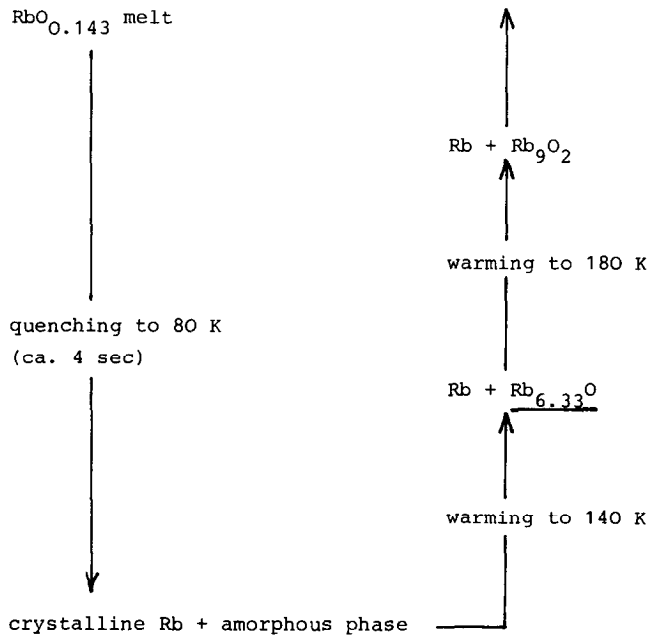 RbO0.143 melt
quenching to 80 K
(ca. 4 sec)
crystalline Rb + amorphous phase
warming to 140 K
Rb + Rb6.33O
warming to 180 K
Rb + Rb9O2